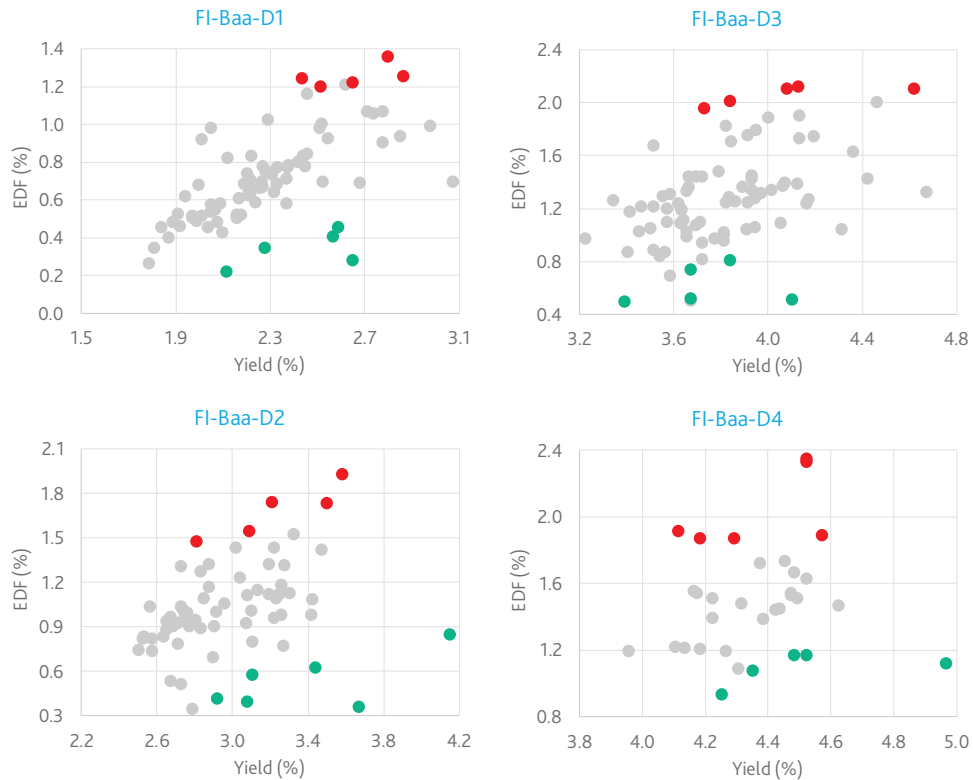 FI-Baa-D1
1.4
1.2
1.0
0.8
0.6
0.4
0.2
0.0
EDF (%)
1.5 1.9 2.3 2.7 3.1
Yield (%)
FI-Baa-D3
2.4
2.0
1.6
1.2
0.8
0.4
EDF (%)
3.2 3.6 4.0 4.4 4.8
Yield (%)
FI-Baa-D2
2.1
1.8
1.5
1.2
0.9
0.6
0.3
EDF (%)
2.2 2.6 3.0 3.4 3.8 4.2
Yield (%)
FI-Baa-D4
2.4
2.0
1.6
1.2
0.8
EDF (%)
3.8 4.0 4.2 4.4 4.6 4.8 5.0
Yield (%)